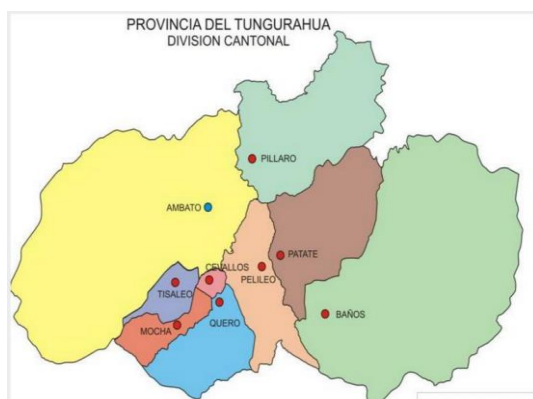 PROVINCIA DEL TUNGURAHUA
DIVISION CANTONAL
PILLARO
AMBATO
PATATE
CEVALLOS
PELILEO
TISALEO
QUERO
BAÑOS
MOCHA